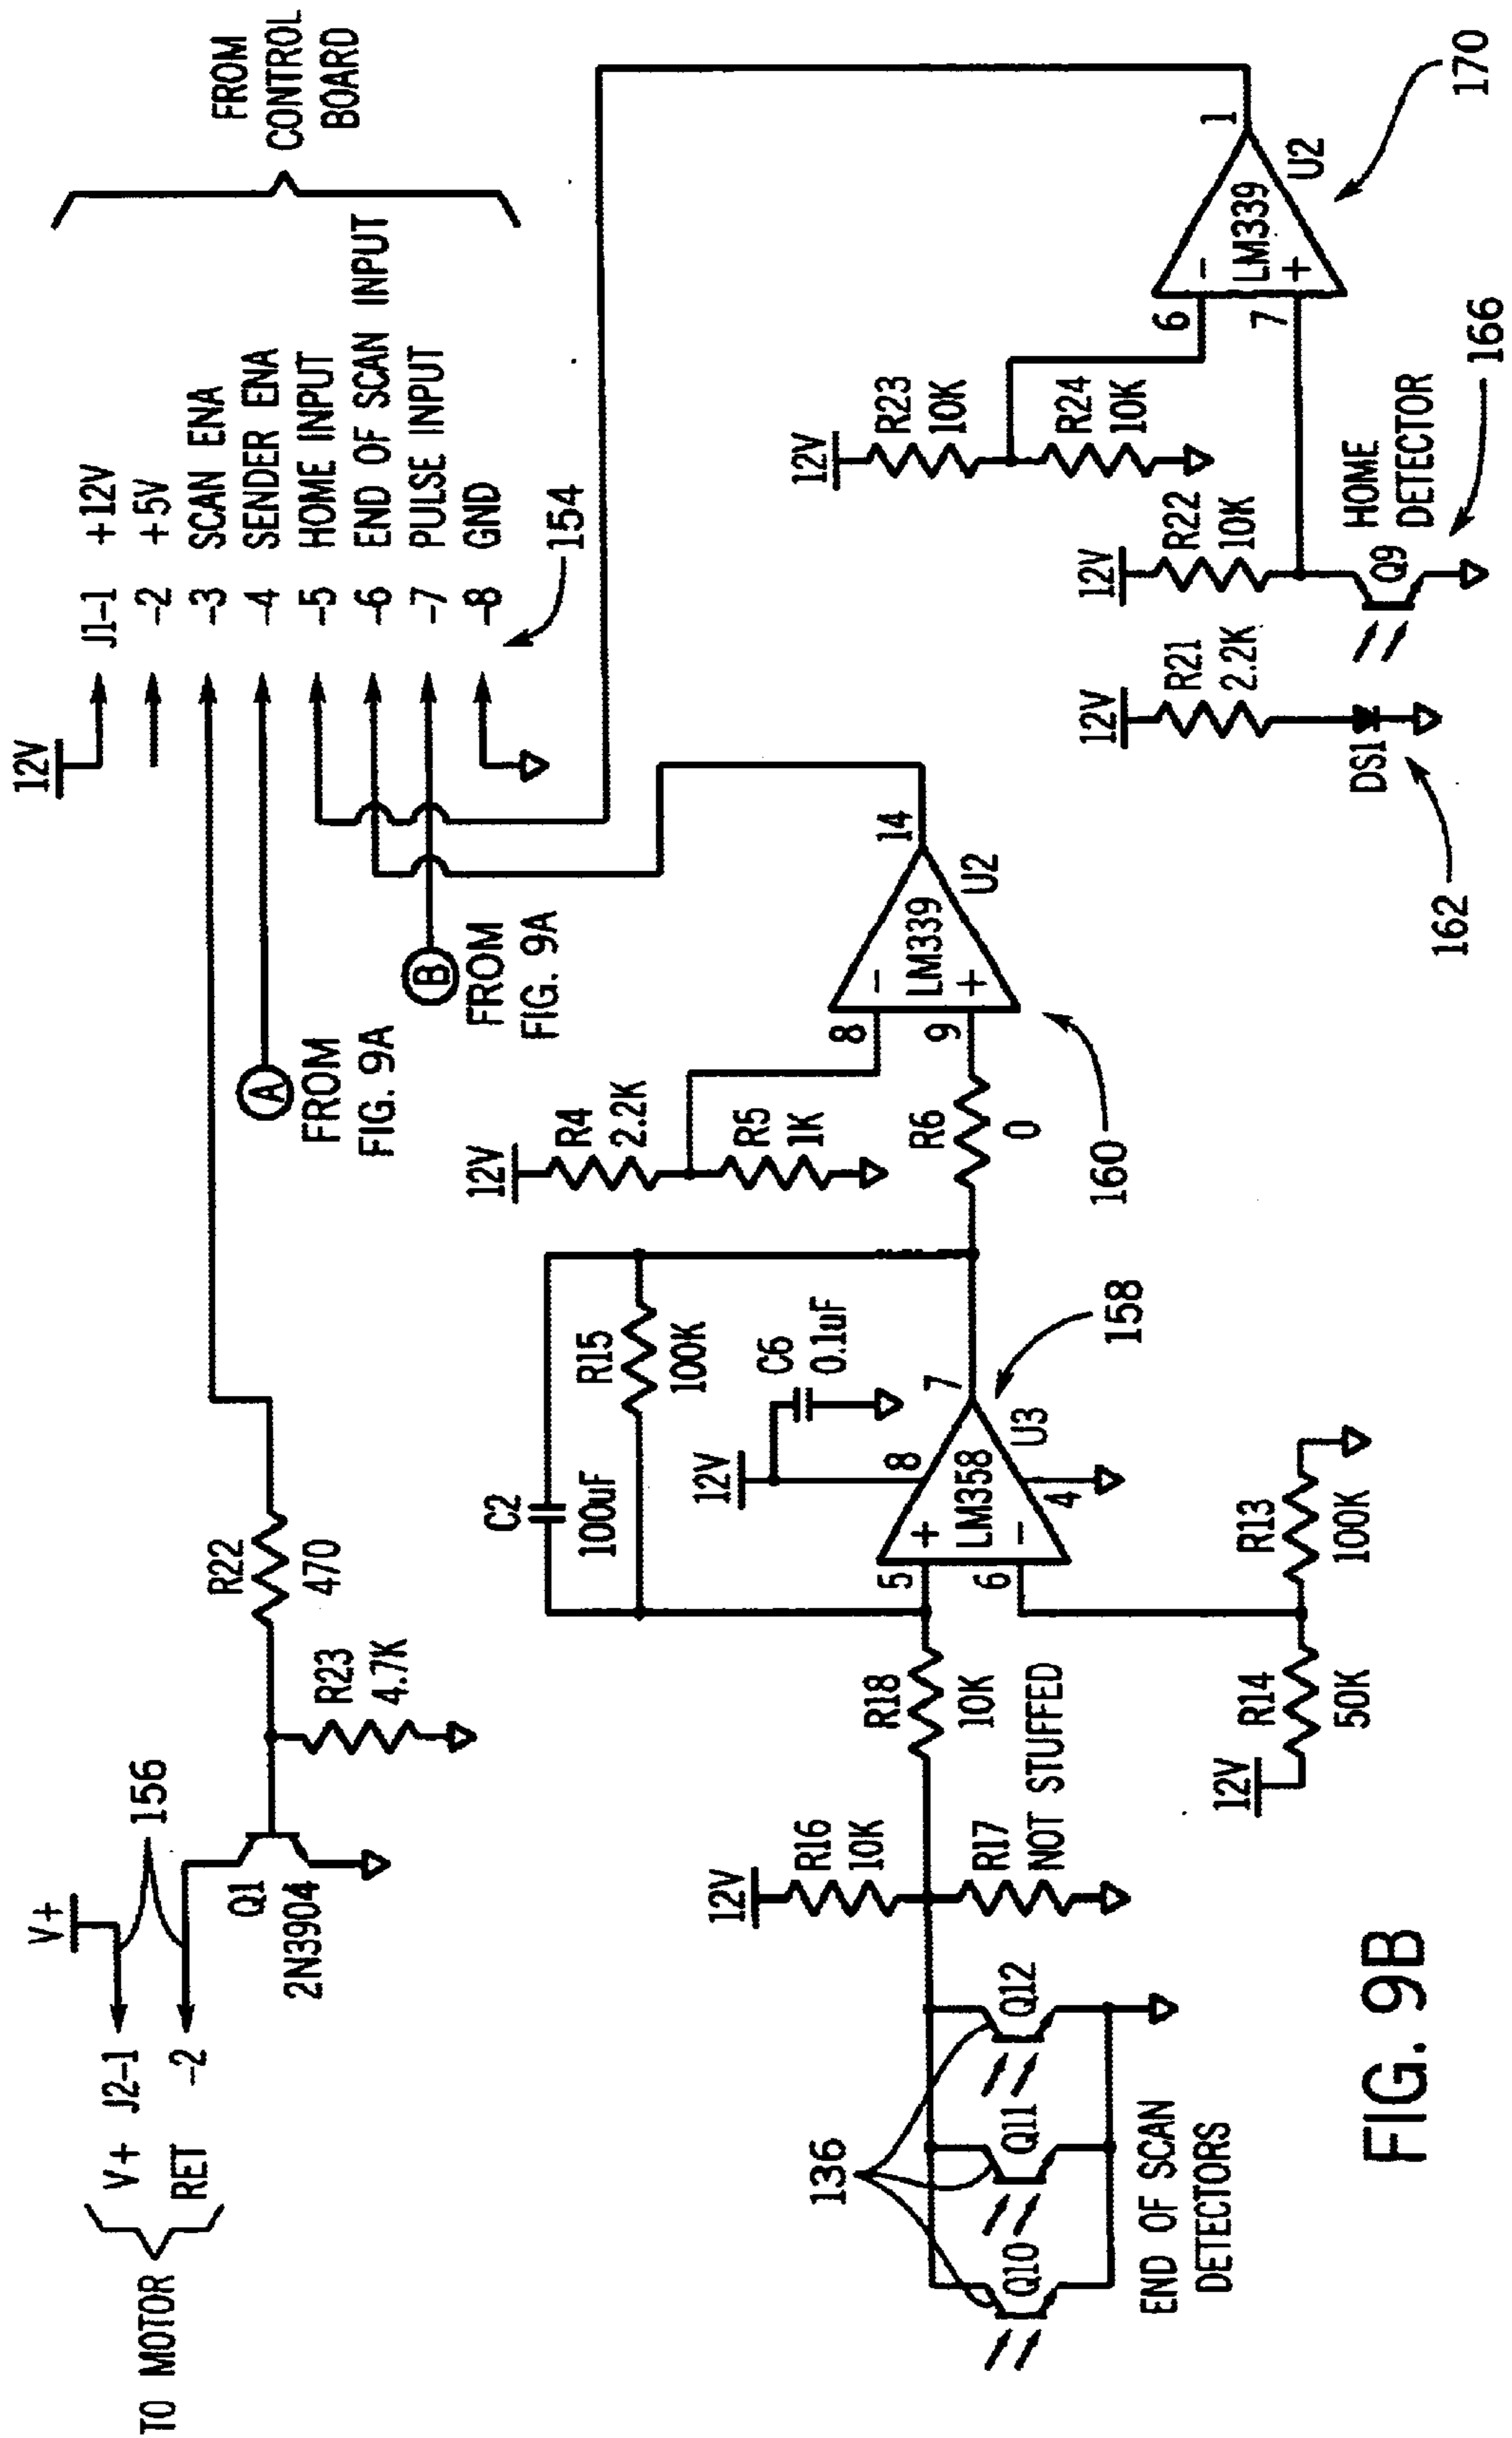 FROM
CONTROL
BOARD
12V
J1-1 +12V
-2 +5V
-3 SCAN ENA
-4 SENDER ENA
-5 HOME INPUT
-6 END OF SCAN INPUT
-7 PULSE INPUT
-8 GND
154
A
FROM
FIG. 9A
B
FROM
FIG. 9A
TO MOTOR
V+ J2-1
RET -2
V+
156
Q1
2N3904
R23
4.7K
R22
470
136
Q10
Q11
Q12
END OF SCAN
DETECTORS
12V
R16
10K
R17
NOT STUFFED
R18
10K
C2
100uF
R15
100K
12V
C6
0.1uF
5
6
+
-
LM358
8
4
7
U3
158
12V
R14
50K
R13
100K
12V
R4
2.2K
R5
1K
R6
0
8
9
-
+
LM339
14
U2
160
12V
R21
2.2K
DS1
162
12V
R22
10K
Q9
HOME
DETECTOR
166
12V
R23
10K
R24
10K
6
7
-
+
LM339
1
U2
170
FIG. 9B